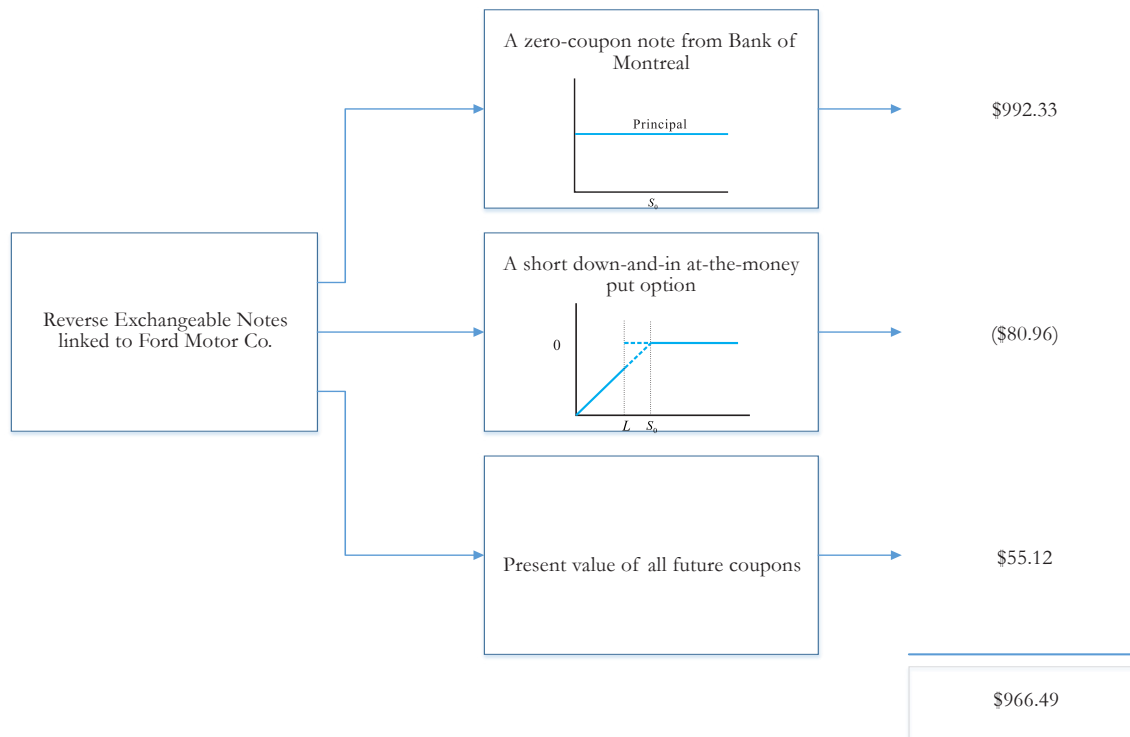 A zero-coupon note from Bank of
Montreal
Principal
S₀
$992.33
Reverse Exchangeable Notes
linked to Ford Motor Co.
A short down-and-in at-the-money
put option
0
L S₀
($80.96)
Present value of all future coupons
$55.12
$966.49